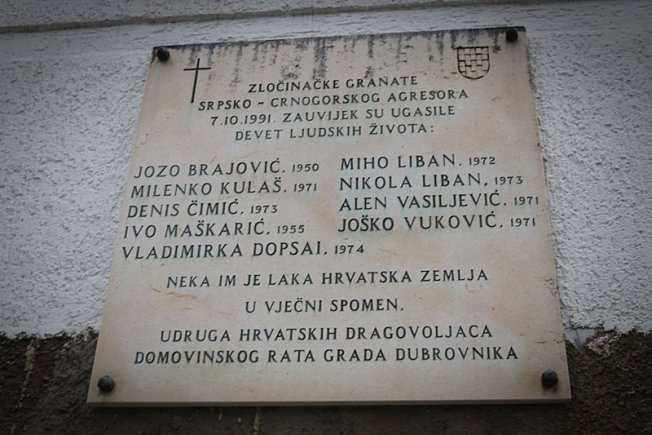 ZLOČINAČKE GRANATE
SRPSKO - CRNOGORSKOG AGRESORA
7.10.1991. ZAUVIJEK SU UGASILE
DEVET LJUDSKIH ŽIVOTA:
JOZO BRAJOVIĆ, 1950 MIHO LIBAN. 1972
MILENKO KULAŠ. 1971 NIKOLA LIBAN, 1973
DENIS ČIMIĆ, 1973 ALEN VASILJEVIĆ, 1971
IVO MAŠKARIĆ, 1955 JOŠKO VUKOVIĆ, 1971
VLADIMIRKA DOPSAJ, 1974
NEKA IM JE LAKA HRVATSKA ZEMLJA
U VJEČNI SPOMEN,
UDRUGA HRVATSKIH DRAGOVOLJACA
DOMOVINSKOG RATA GRADA DUBROVNIKA